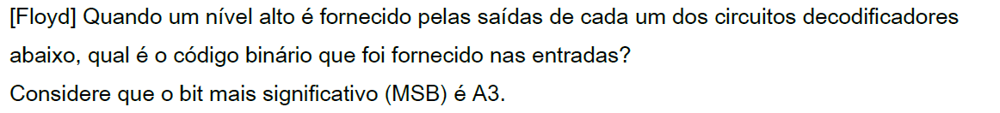 [Floyd] Quando um nível alto é fornecido pelas saídas de cada um dos circuitos decodificadores
abaixo, qual é o código binário que foi fornecido nas entradas?
Considere que o bit mais significativo (MSB) é A3.